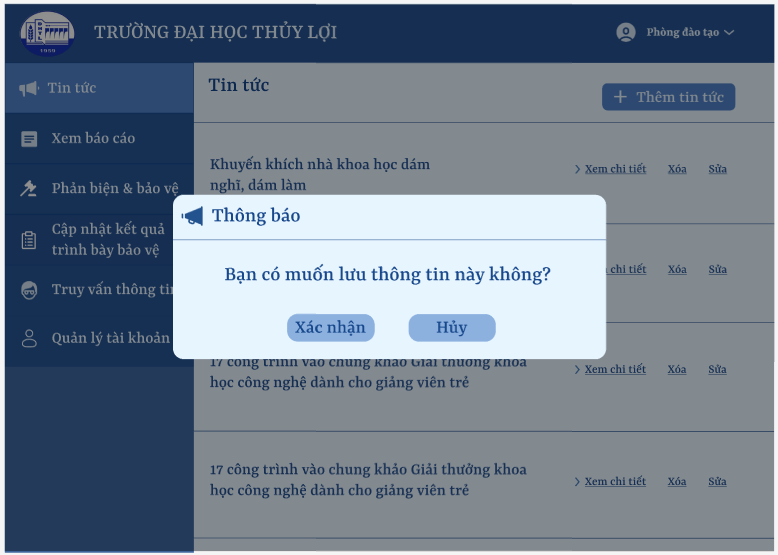 1959
TRƯỜNG ĐẠI HỌC THỦY LỢI
Phòng đào tạo
Tin tức
Xem báo cáo
Phản biện & bảo vệ
Cập nhật kết quả
trình bày bảo vệ
Truy vấn thông tin
Quản lý tài khoản
Tin tức
+ Thêm tin tức
Khuyến khích nhà khoa học dám
nghĩ, dám làm
> Xem chi tiết Xóa Sửa
Thông báo
Bạn có muốn lưu thông tin này không?
Xác nhận Hủy
chi tiết Xóa Sửa
17 công trình vào chung khảo Giải thưởng khoa
học công nghệ dành cho giảng viên trẻ
> Xem chi tiết Xóa Sửa
17 công trình vào chung khảo Giải thưởng khoa
học công nghệ dành cho giảng viên trẻ
> Xem chi tiết Xóa Sửa